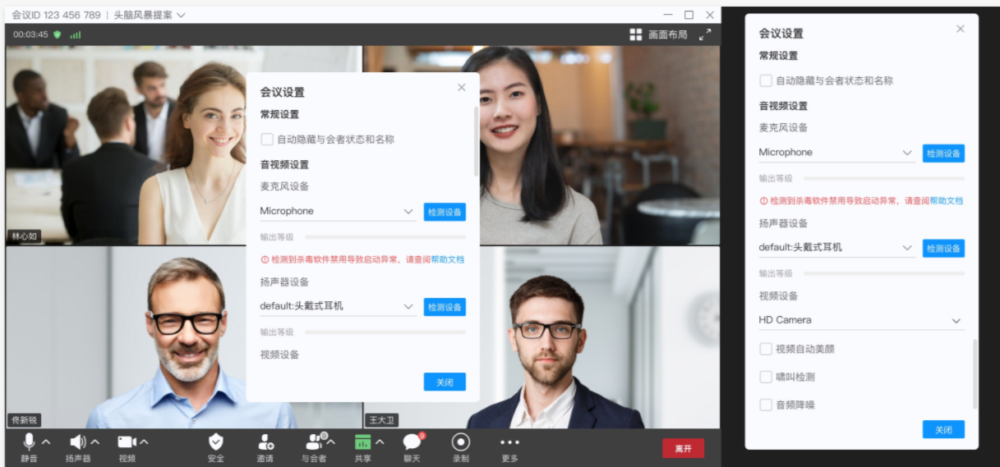 会议ID 123 456 789 | 头脑风暴提案
00:03:45
画面布局
会议设置
常规设置
自动隐藏与会者状态和名称
音视频设置
麦克风设备
Microphone
检测设备
输出等级
检测到杀毒软件禁用导致启动异常，请查阅帮助文档
扬声器设备
default:头戴式耳机
检测设备
输出等级
视频设备
关闭
林心如
佟新锐
王大卫
静音
扬声器
视频
安全
邀请
9
与会者
共享
9
聊天
录制
更多
离开
会议设置
常规设置
自动隐藏与会者状态和名称
音视频设置
麦克风设备
Microphone
检测设备
输出等级
检测到杀毒软件禁用导致启动异常，请查阅帮助文档
扬声器设备
default:头戴式耳机
检测设备
输出等级
视频设备
HD Camera
视频自动美颜
啸叫检测
音频降噪
关闭